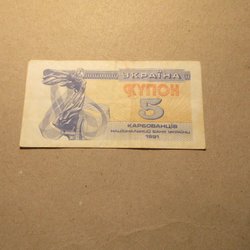 УКРАЇНА
КУПОН
5
КАРБОВАНЦІВ
НАЦІОНАЛЬНИЙ БАНК УКРАЇНИ
1991